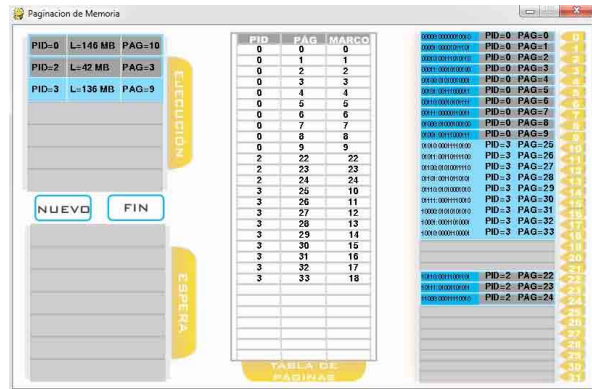 Paginacion de Memoria
PID=0 L=146 MB PAG=10
PID=2 L=42 MB PAG=3
PID=3 L=136 MB PAG=9
EJECUCIÓN
NUEVO FIN
ESPERA
PID PÁG MARCO
0 0 0
0 1 1
0 2 2
0 3 3
0 4 4
0 5 5
0 6 6
0 7 7
0 8 8
0 9 9
2 22 22
2 23 23
2 24 24
3 25 10
3 26 11
3 27 12
3 28 13
3 29 14
3 30 15
3 31 16
3 32 17
3 33 18
TABLA DE
PÁGINAS
PID=0 PAG=0 0
PID=0 PAG=1 1
PID=0 PAG=2 2
PID=0 PAG=3 3
PID=0 PAG=4 4
PID=0 PAG=5 5
PID=0 PAG=6 6
PID=0 PAG=7 7
PID=0 PAG=8 8
PID=0 PAG=9 9
PID=3 PAG=25 10
PID=3 PAG=26 11
PID=3 PAG=27 12
PID=3 PAG=28 13
PID=3 PAG=29 14
PID=3 PAG=30 15
PID=3 PAG=31 16
PID=3 PAG=32 17
PID=3 PAG=33 18
19
20
21
PID=2 PAG=22 22
PID=2 PAG=23 23
PID=2 PAG=24 24
25
26
27
28
29
30
31